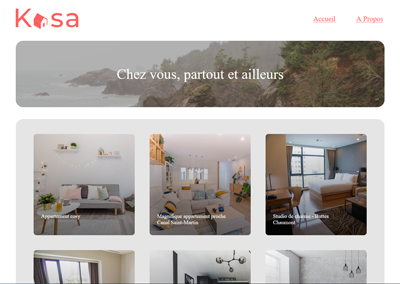 Kasa
Accueil
A Propos
Chez vous, partout et ailleurs
Appartement cosy
Magnifique appartement proche
Canal Saint-Martin
Studio de charme - Buttes
Chaumont